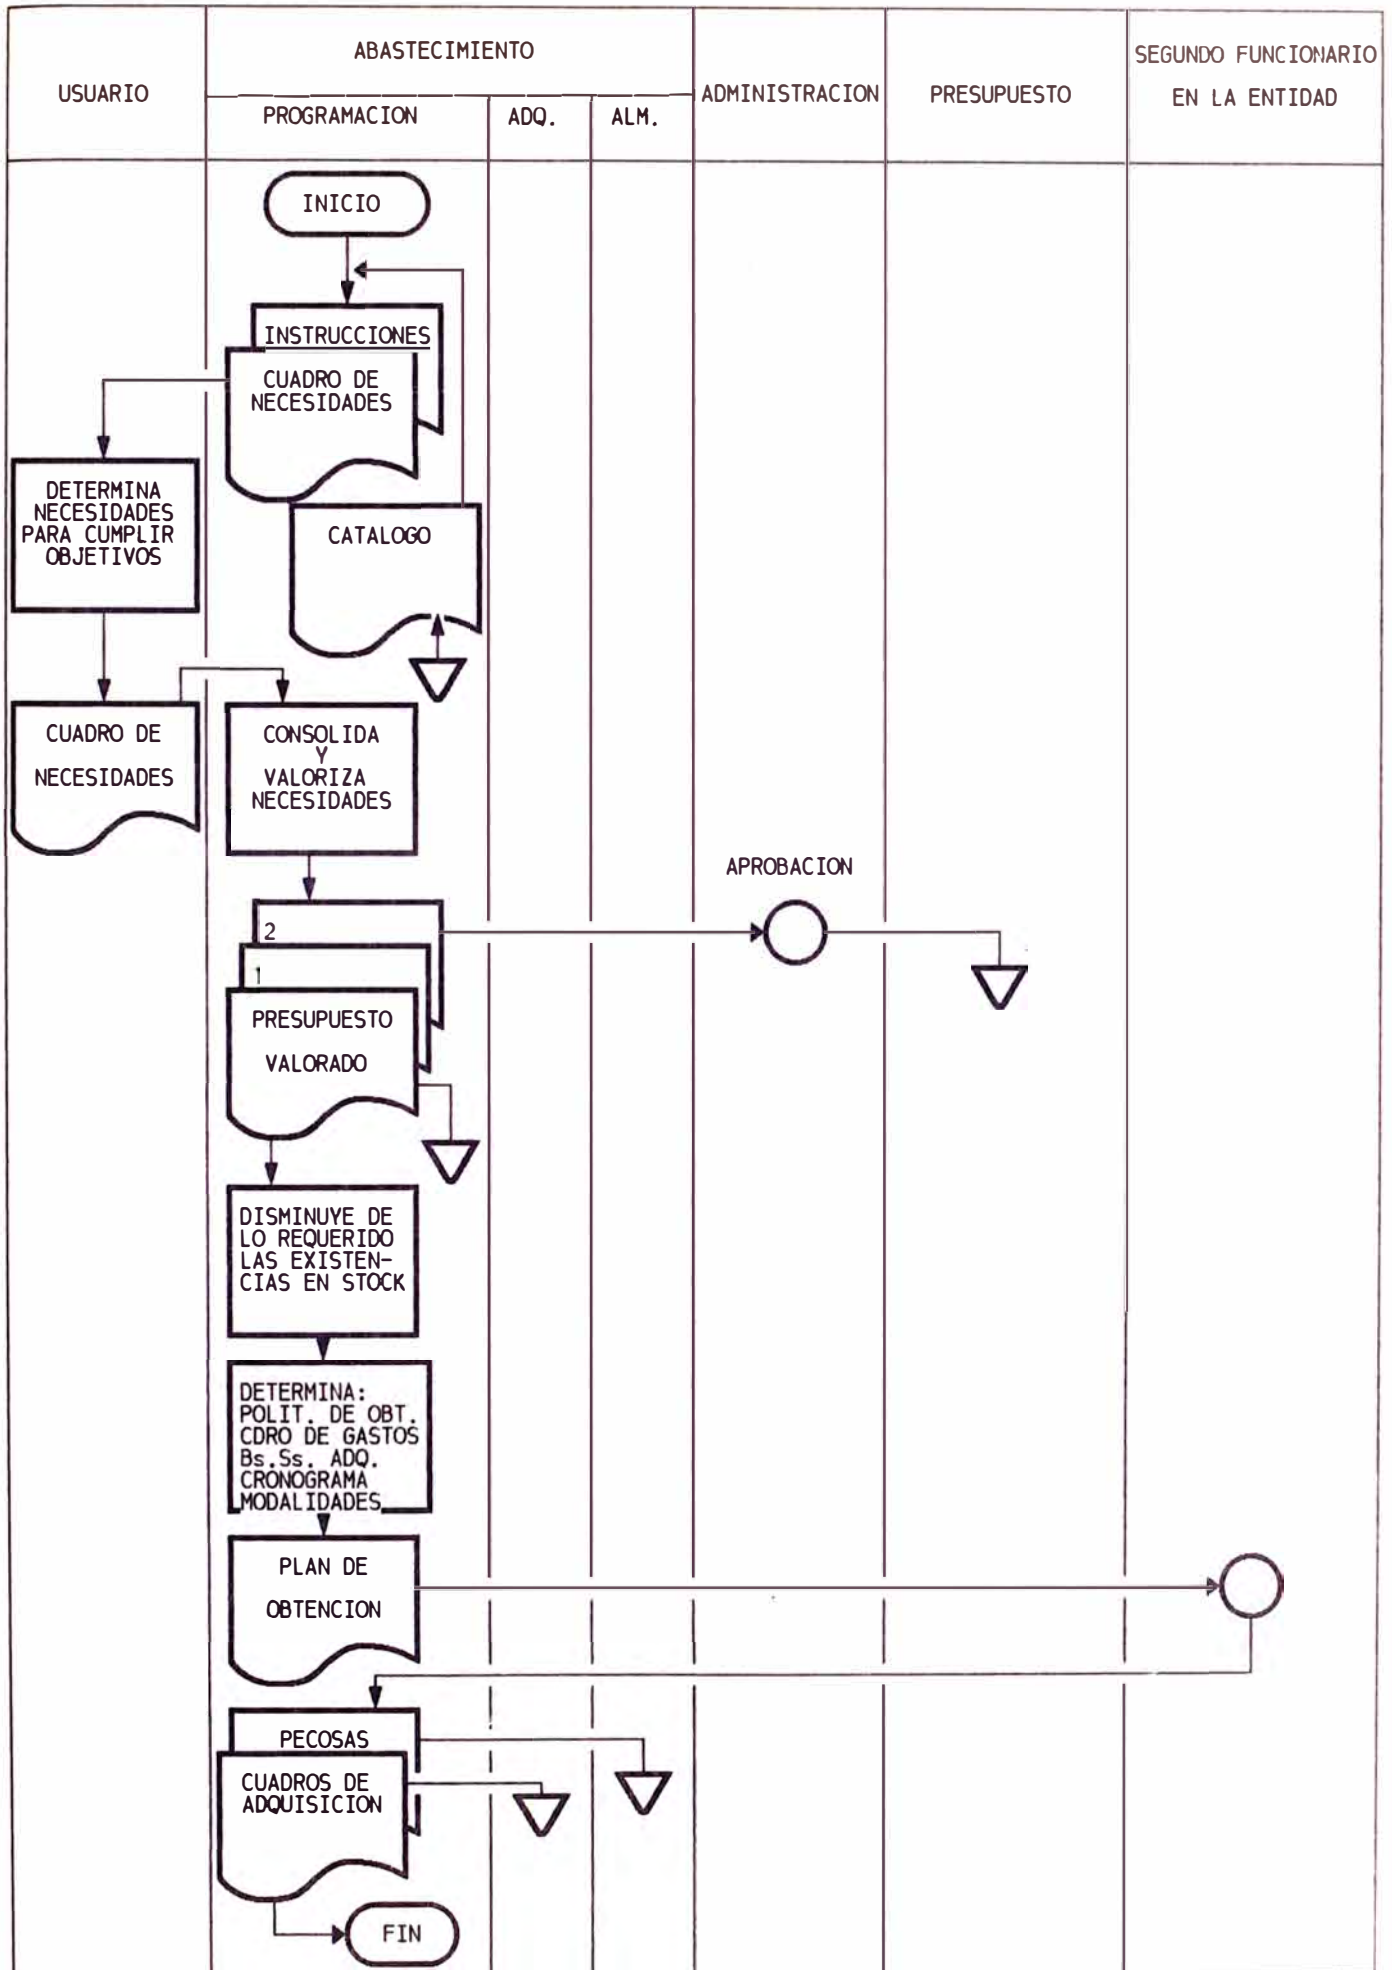 USUARIO
ABASTECIMIENTO
PROGRAMACION
ADQ.
ALM.
ADMINISTRACION
PRESUPUESTO
SEGUNDO FUNCIONARIO
EN LA ENTIDAD
INICIO
INSTRUCCIONES
CUADRO DE
NECESIDADES
DETERMINA
NECESIDADES
PARA CUMPLIR
OBJETIVOS
CATALOGO
CUADRO DE
NECESIDADES
CONSOLIDA
Y
VALORIZA
NECESIDADES
APROBACION
2
1
PRESUPUESTO
VALORADO
DISMINUYE DE
LO REQUERIDO
LAS EXISTEN-
CIAS EN STOCK
DETERMINA:
POLIT. DE OBT.
CDRO DE GASTOS
Bs.Ss. ADQ.
CRONOGRAMA
MODALIDADES
PLAN DE
OBTENCION
PECOSAS
CUADROS DE
ADQUISICION
FIN